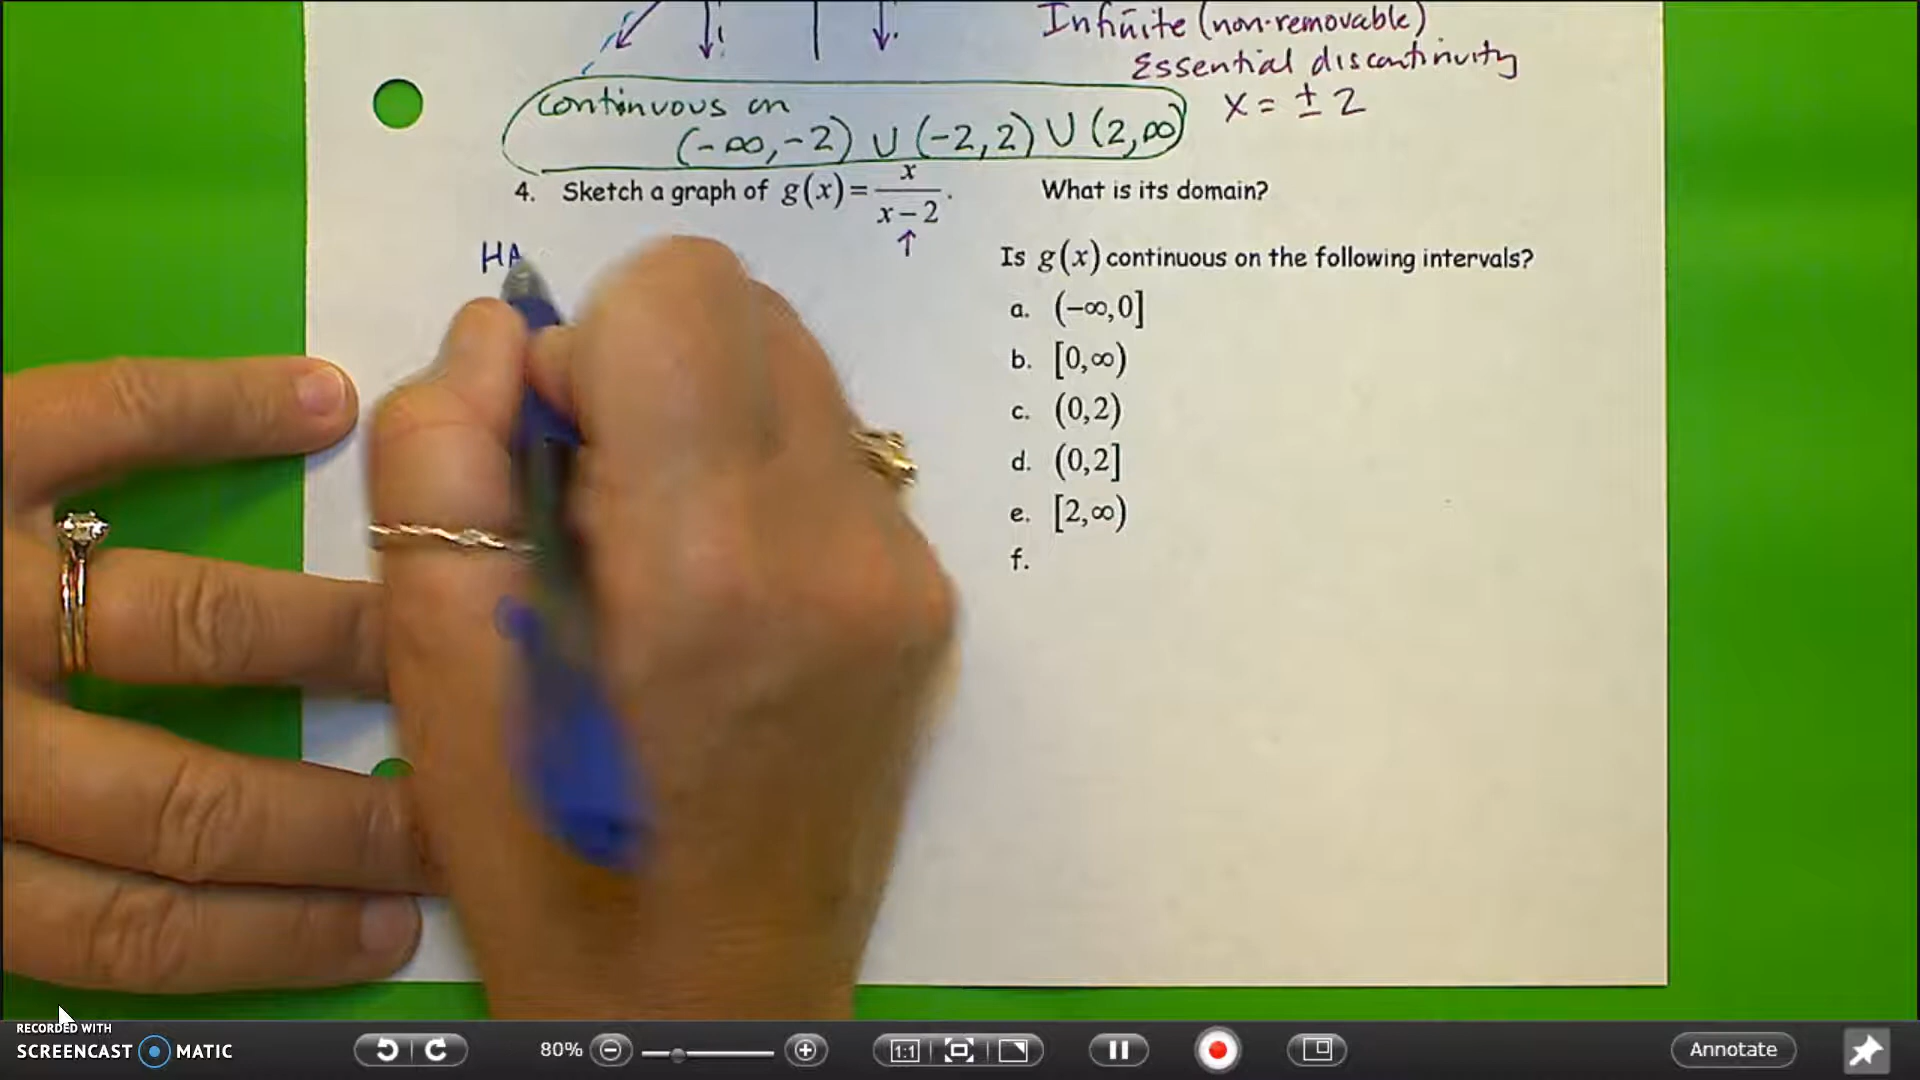 Infinite (non-removable)
Essential discontinuity
x = ± 2
continuous on
(-∞, -2) ∪ (-2, 2) ∪ (2, ∞)
4. Sketch a graph of g(x) = x/(x − 2). What is its domain?
↑
HA
Is g(x) continuous on the following intervals?
a. (−∞,0]
b. [0,∞)
c. (0,2)
d. (0,2]
e. [2,∞)
f.
RECORDED WITH
SCREENCAST MATIC
80%
1:1
Annotate